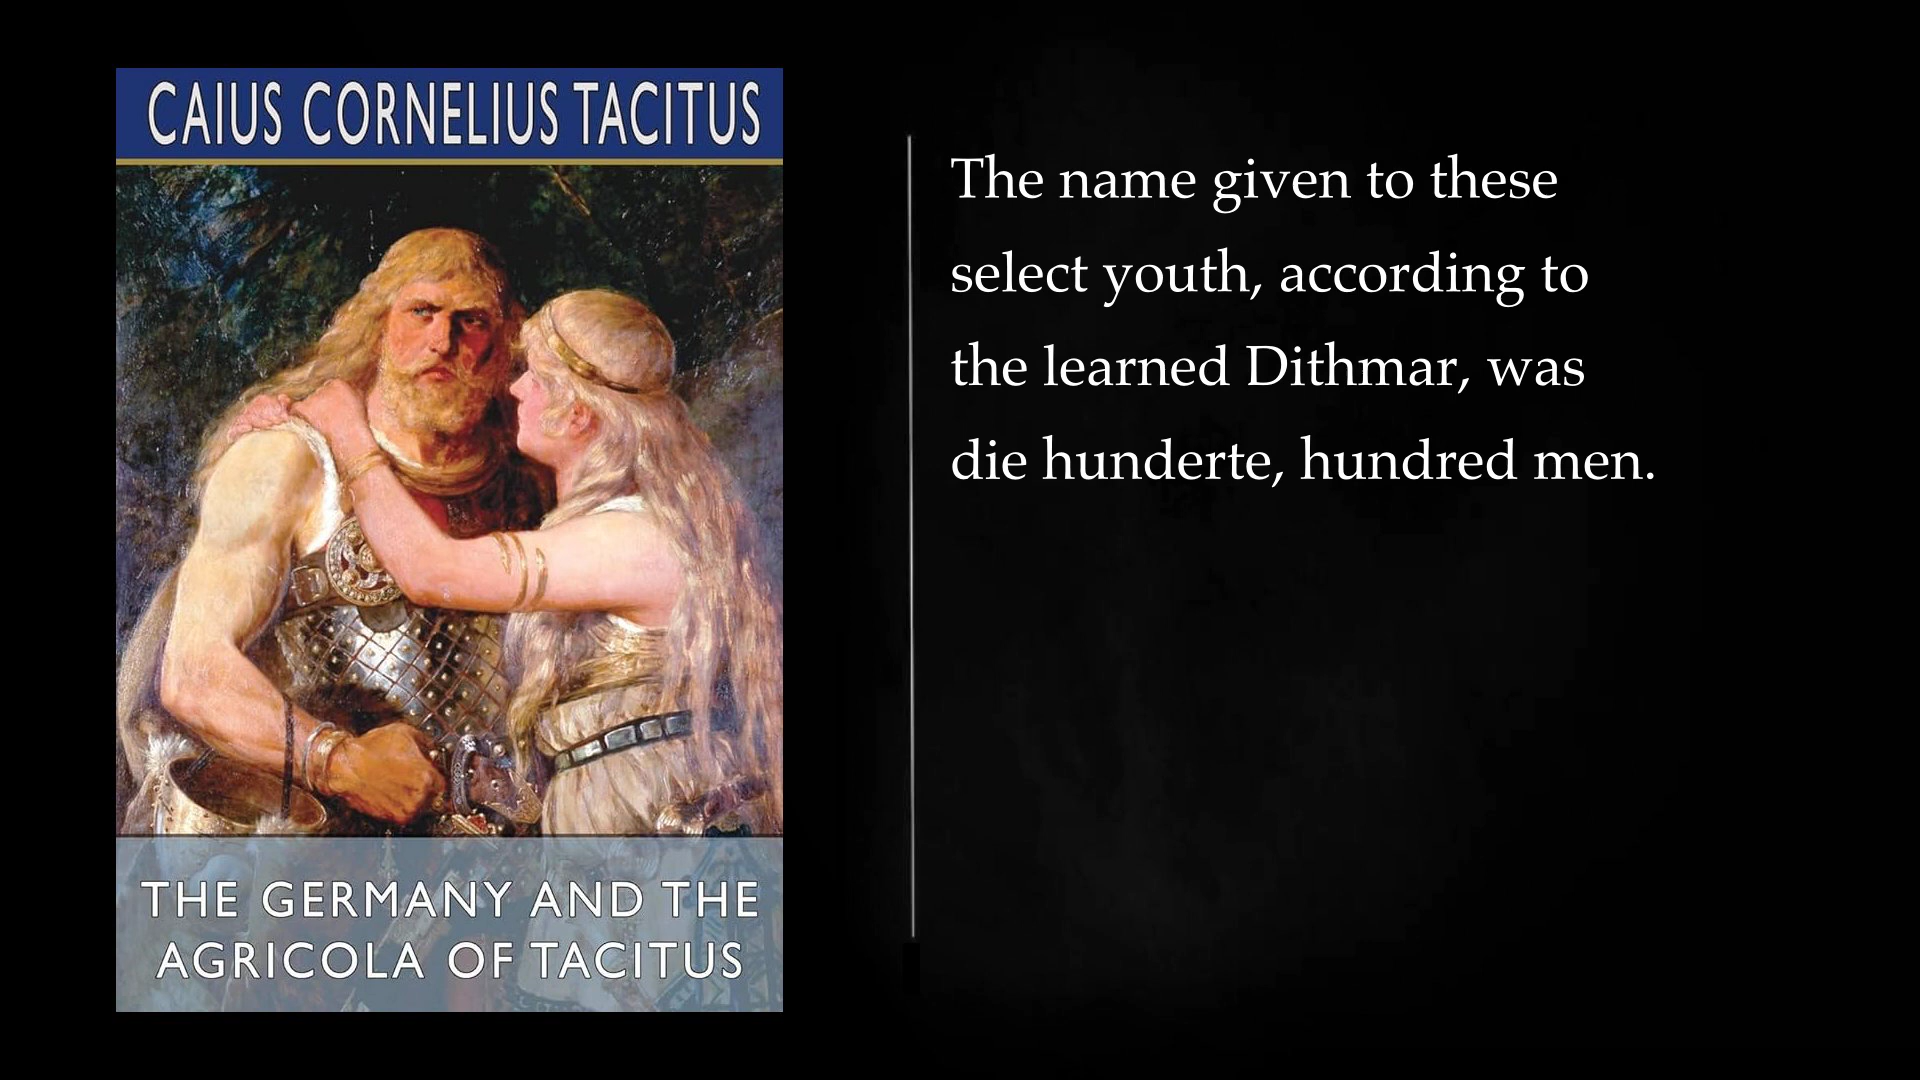 CAIUS CORNELIUS TACITUS
THE GERMANY AND THE
AGRICOLA OF TACITUS
The name given to these
select youth, according to
the learned Dithmar, was
die hunderte, hundred men.